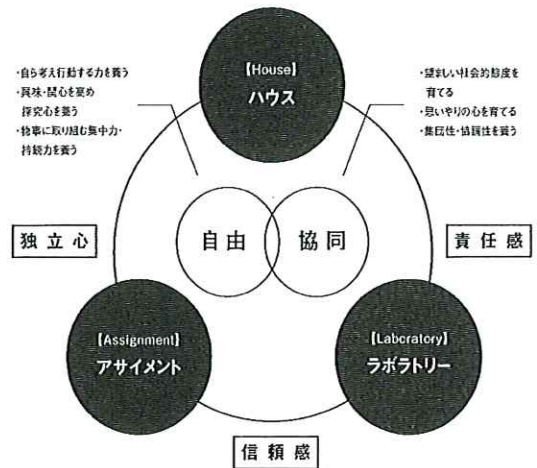 【House】
ハウス
・自ら考え行動する力を養う
・興味・関心を高め
探究心を養う
・物事に取り組む集中力・
持続力を養う
・望ましい社会的態度を
育てる
・思いやりの心を育てる
・集団性・協調性を養う
自由
協同
独立心
責任感
【Assignment】
アサイメント
【Laboratory】
ラボラトリー
信頼感